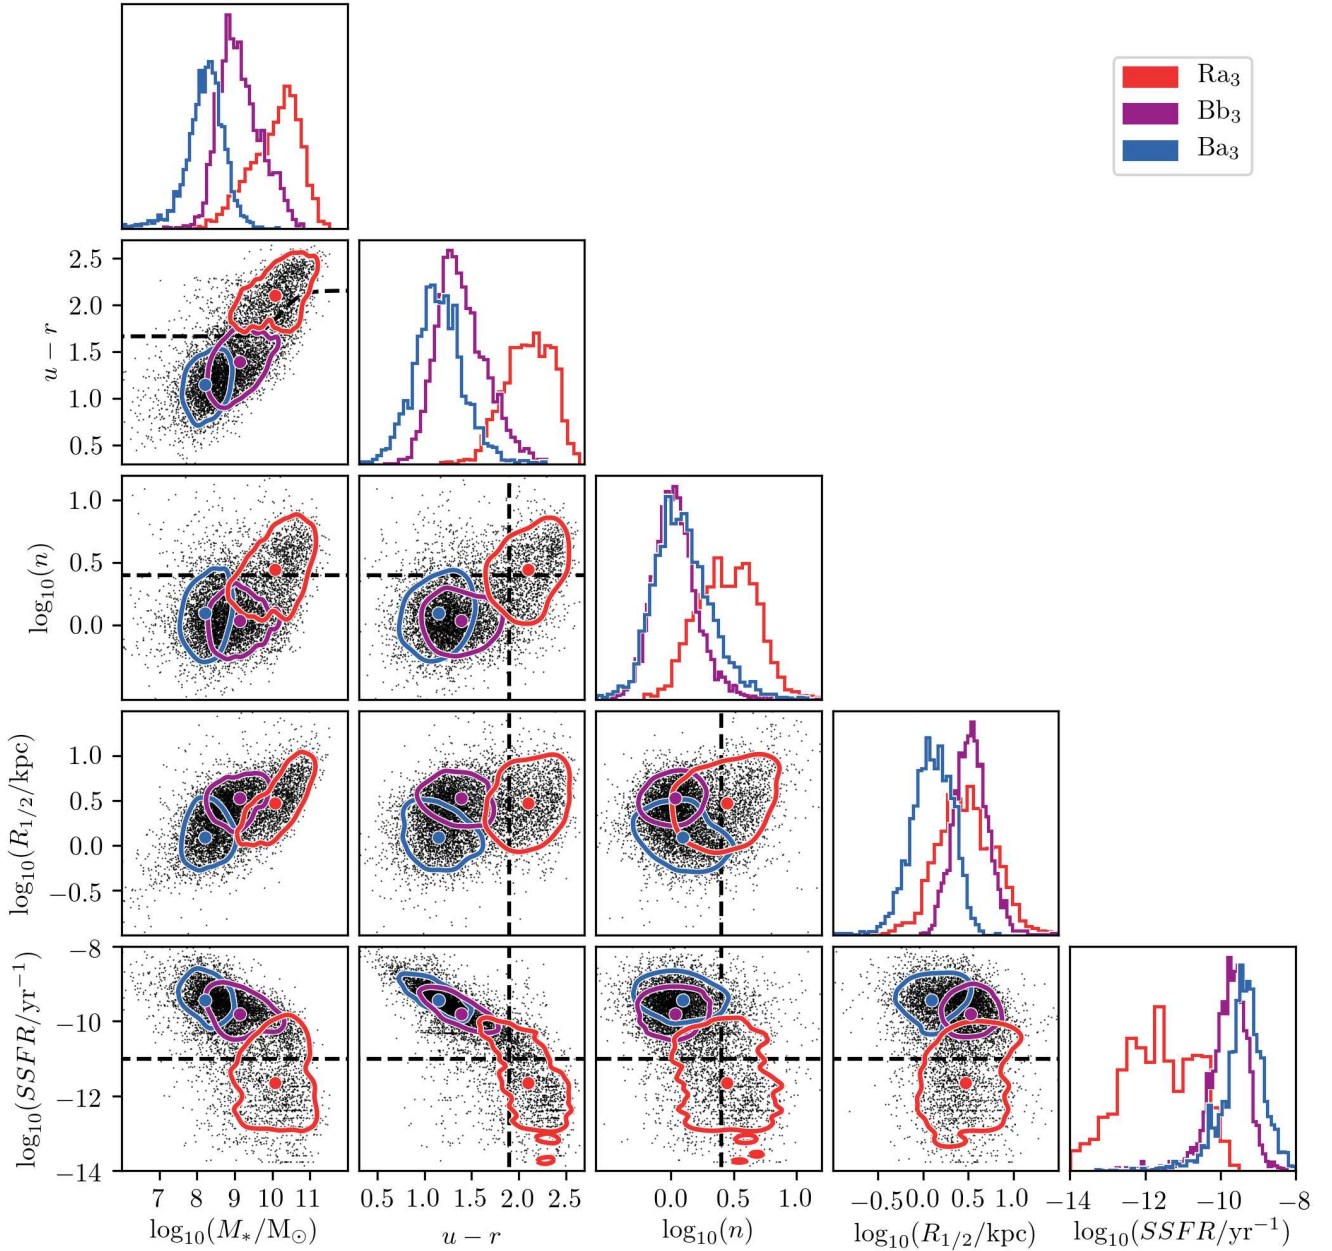 Ra₃
Bb₃
Ba₃
2.5
2.0
1.5
1.0
0.5
u − r
1.0
0.5
0.0
log₁₀(n)
1.0
0.5
0.0
−0.5
log₁₀(R₁/₂/kpc)
−8
−10
−12
−14
log₁₀(SSFR/yr⁻¹)
7 8 9 10 11
0.5 1.0 1.5 2.0 2.5
0.0 0.5 1.0
−0.5 0.0 0.5 1.0
−14 −12 −10 −8
log₁₀(M*/M⊙)
u − r
log₁₀(n)
log₁₀(R₁/₂/kpc)
log₁₀(SSFR/yr⁻¹)